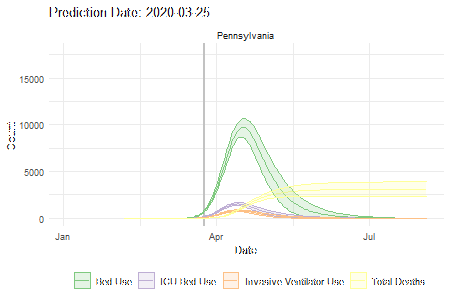 Prediction Date: 2020-03-25
Pennsylvania
15000
10000
5000
0
Count
Jan Apr Jul
Date
Bed Use ICU Bed Use Invasive Ventilator Use Total Deaths